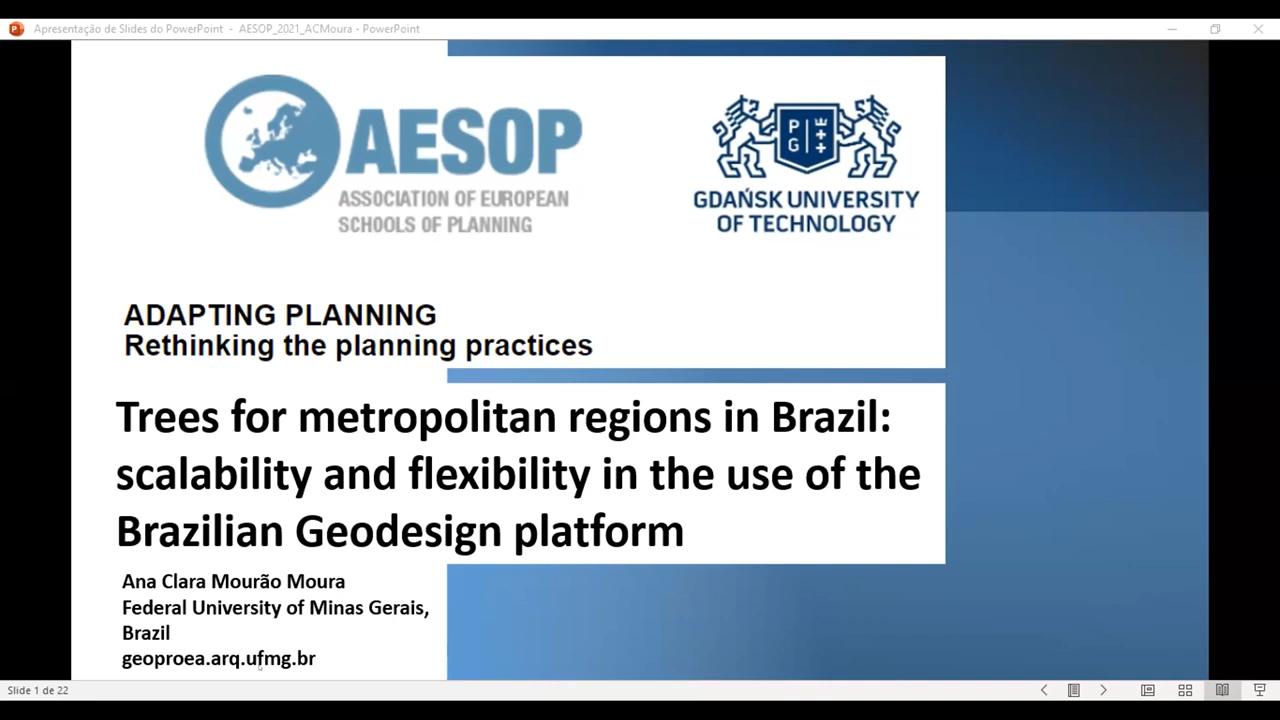 Apresentação de Slides do PowerPoint - AESOP_2021_ACMoura - PowerPoint
AESOP
ASSOCIATION OF EUROPEAN
SCHOOLS OF PLANNING
P G
GDAŃSK UNIVERSITY
OF TECHNOLOGY
ADAPTING PLANNING
Rethinking the planning practices
Trees for metropolitan regions in Brazil:
scalability and flexibility in the use of the
Brazilian Geodesign platform
Ana Clara Mourão Moura
Federal University of Minas Gerais,
Brazil
geoproea.arq.ufmg.br
Slide 1 de 22